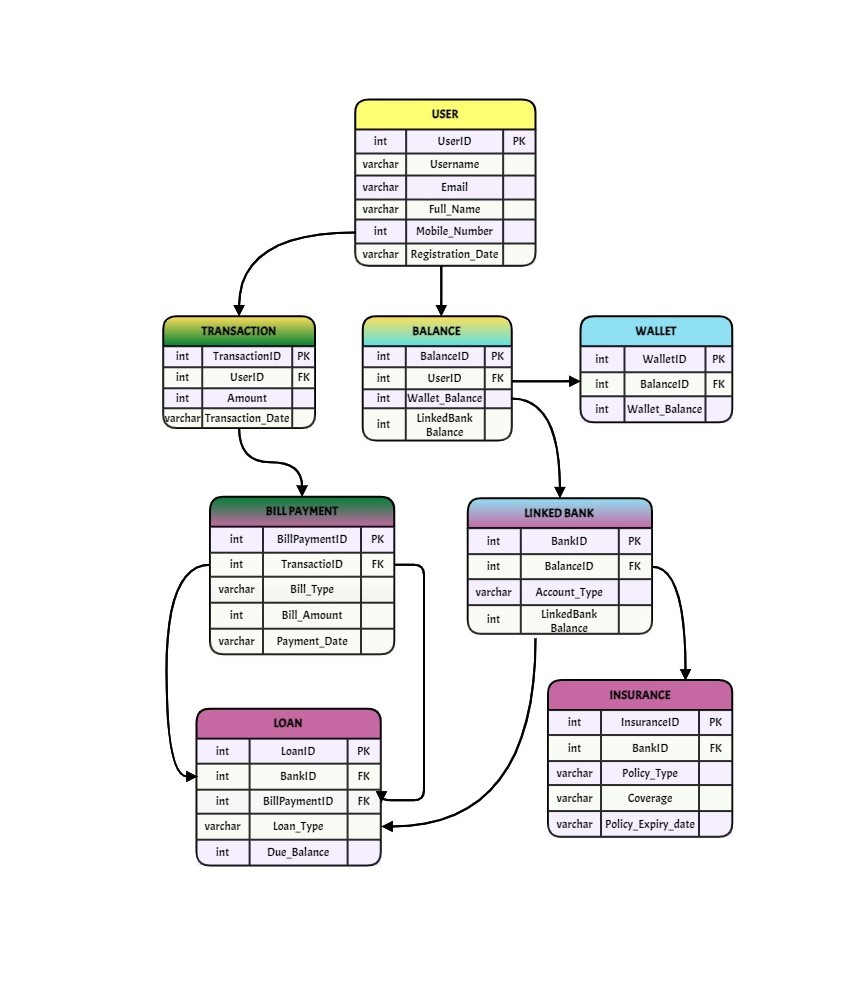 USER
int UserID PK
varchar Username
varchar Email
varchar Full_Name
int Mobile_Number
varchar Registration_Date
TRANSACTION
int TransactionID PK
int UserID FK
int Amount
varchar Transaction_Date
BALANCE
int BalanceID PK
int UserID FK
int Wallet_Balance
int LinkedBank
Balance
WALLET
int WalletID PK
int BalanceID FK
int Wallet_Balance
BILL PAYMENT
int BillPaymentID PK
int TransactioID FK
varchar Bill_Type
int Bill_Amount
varchar Payment_Date
LINKED BANK
int BankID PK
int BalanceID FK
varchar Account_Type
int LinkedBank
Balance
LOAN
int LoanID PK
int BankID FK
int BillPaymentID FK
varchar Loan_Type
int Due_Balance
INSURANCE
int InsuranceID PK
int BankID FK
varchar Policy_Type
varchar Coverage
varchar Policy_Expiry_date